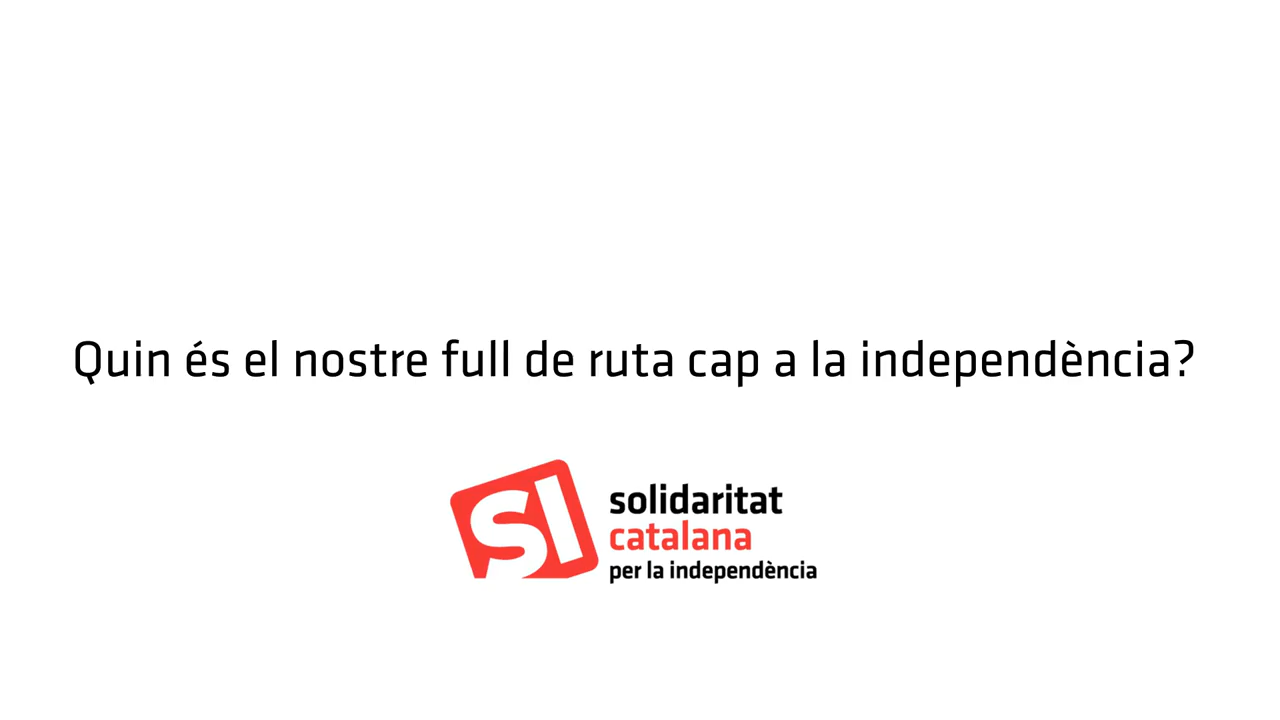 Quin és el nostre full de ruta cap a la independència?
SI
solidaritat
catalana
per la independència